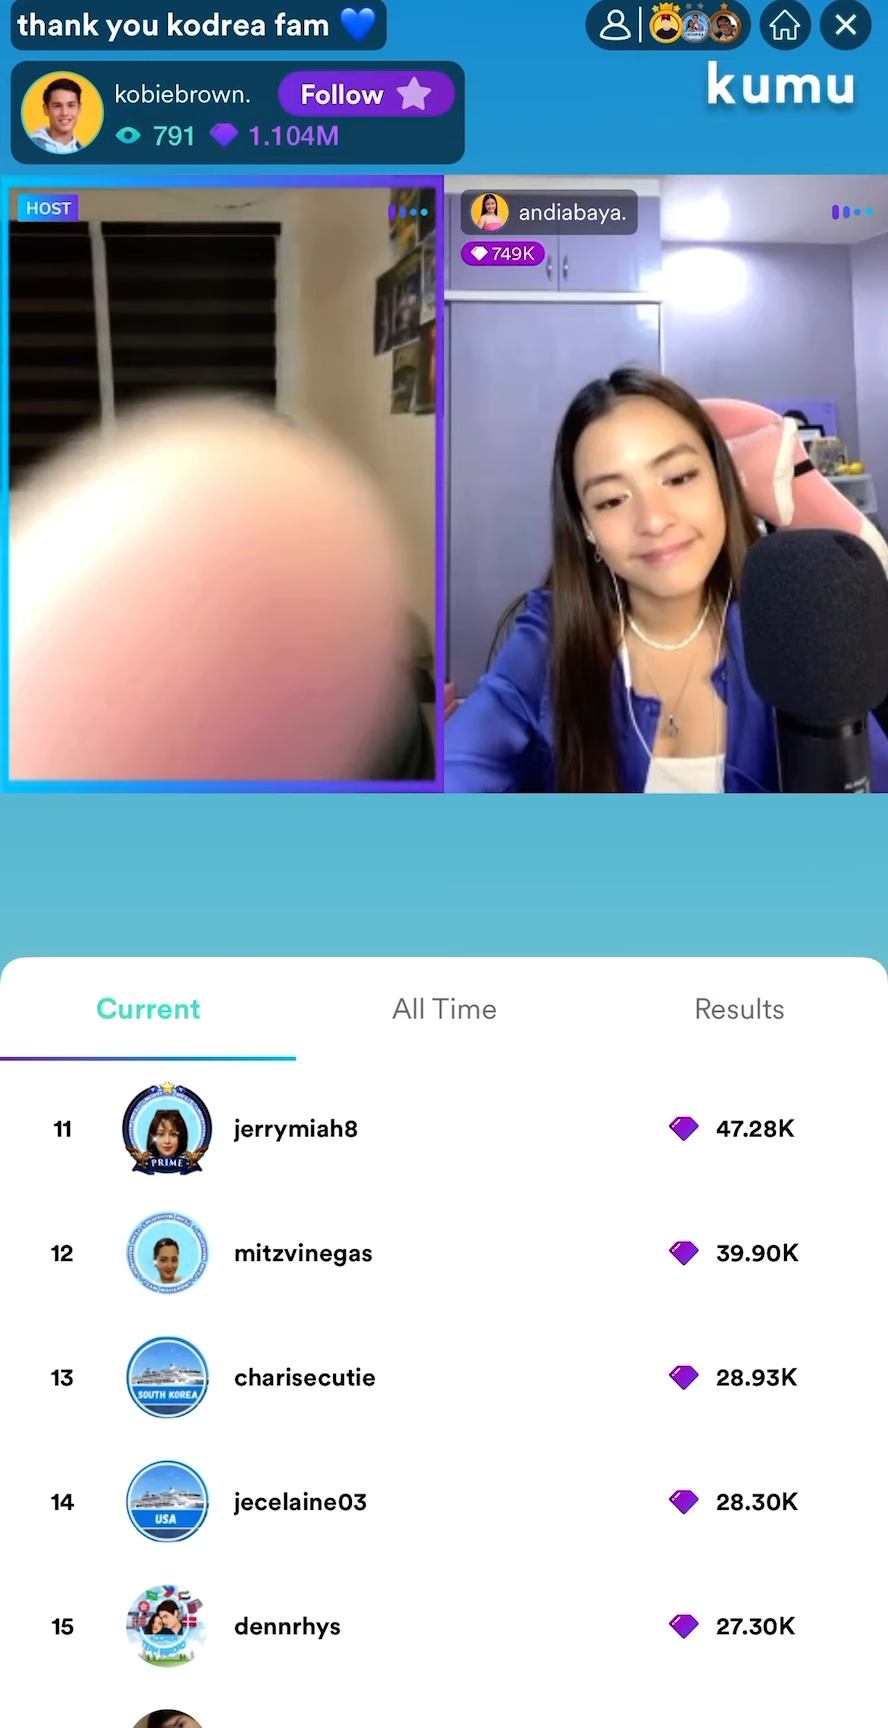 thank you kodrea fam 💙
kobiebrown.
Follow
791
1.104M
kumu
HOST
andiabaya.
749K
Current
All Time
Results
11
PRIME
jerrymiah8
47.28K
12
mitzvinegas
39.90K
13
SOUTH KOREA
charisecutie
28.93K
14
USA
jecelaine03
28.30K
15
dennrhys
27.30K